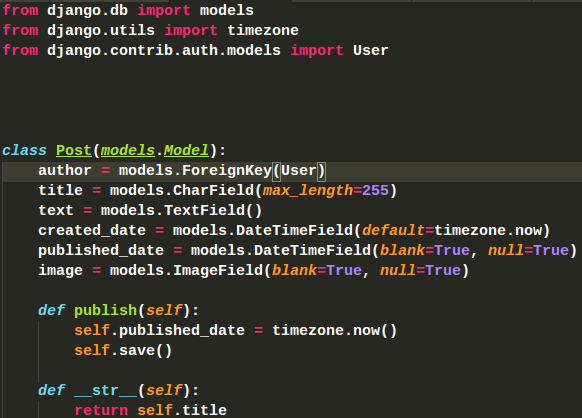 from django.db import models
from django.utils import timezone
from django.contrib.auth.models import User
class Post(models.Model):
    author = models.ForeignKey(User)
    title = models.CharField(max_length=255)
    text = models.TextField()
    created_date = models.DateTimeField(default=timezone.now)
    published_date = models.DateTimeField(blank=True, null=True)
    image = models.ImageField(blank=True, null=True)
    def publish(self):
        self.published_date = timezone.now()
        self.save()
    def __str__(self):
        return self.title